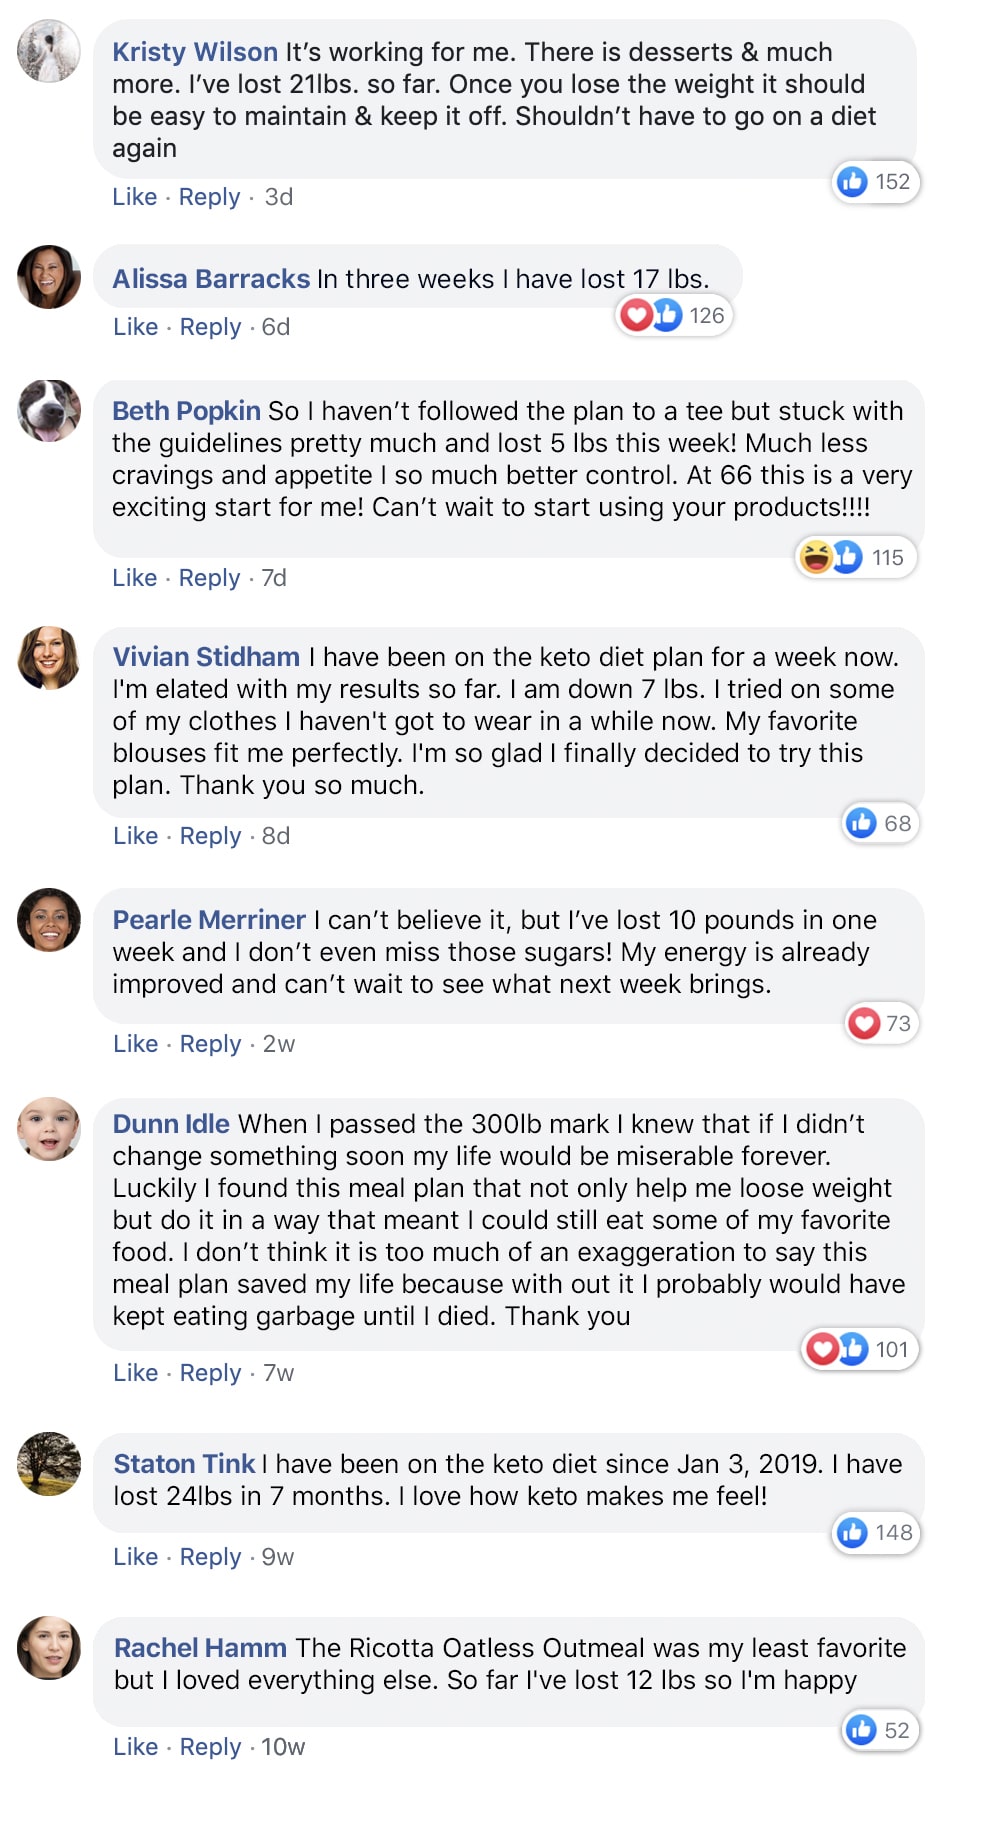 Kristy Wilson It’s working for me. There is desserts & much
more. I’ve lost 21lbs. so far. Once you lose the weight it should
be easy to maintain & keep it off. Shouldn’t have to go on a diet
again
152
Like · Reply · 3d
Alissa Barracks In three weeks I have lost 17 lbs.
126
Like · Reply · 6d
Beth Popkin So I haven’t followed the plan to a tee but stuck with
the guidelines pretty much and lost 5 lbs this week! Much less
cravings and appetite I so much better control. At 66 this is a very
exciting start for me! Can’t wait to start using your products!!!!
115
Like · Reply · 7d
Vivian Stidham I have been on the keto diet plan for a week now.
I'm elated with my results so far. I am down 7 lbs. I tried on some
of my clothes I haven't got to wear in a while now. My favorite
blouses fit me perfectly. I'm so glad I finally decided to try this
plan. Thank you so much.
68
Like · Reply · 8d
Pearle Merriner I can’t believe it, but I’ve lost 10 pounds in one
week and I don’t even miss those sugars! My energy is already
improved and can’t wait to see what next week brings.
73
Like · Reply · 2w
Dunn Idle When I passed the 300lb mark I knew that if I didn’t
change something soon my life would be miserable forever.
Luckily I found this meal plan that not only help me loose weight
but do it in a way that meant I could still eat some of my favorite
food. I don’t think it is too much of an exaggeration to say this
meal plan saved my life because with out it I probably would have
kept eating garbage until I died. Thank you
101
Like · Reply · 7w
Staton Tink I have been on the keto diet since Jan 3, 2019. I have
lost 24lbs in 7 months. I love how keto makes me feel!
148
Like · Reply · 9w
Rachel Hamm The Ricotta Oatless Outmeal was my least favorite
but I loved everything else. So far I've lost 12 lbs so I'm happy
52
Like · Reply · 10w